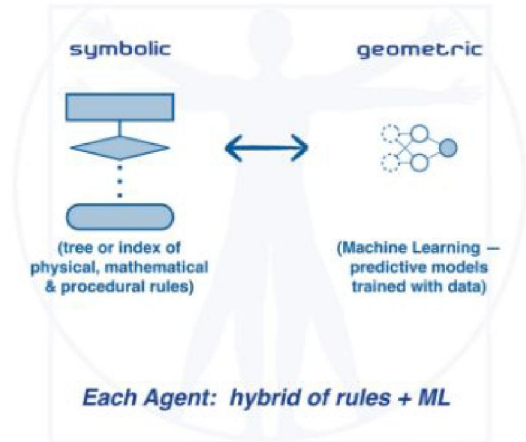 symbolic
geometric
(tree or index of
physical, mathematical
& procedural rules)
(Machine Learning —
predictive models
trained with data)
Each Agent: hybrid of rules + ML